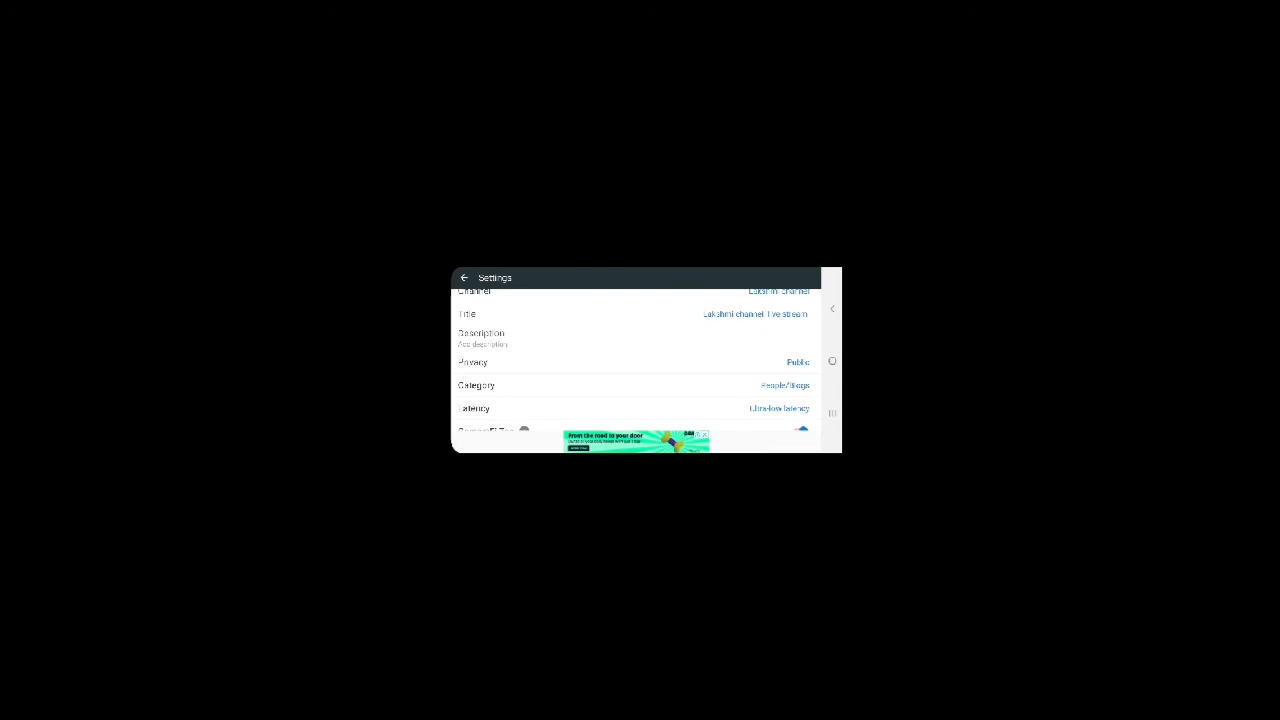 Settings
Channel Lakshmi channel
Title Lakshmi channel live stream
Description
Add description
Privacy Public
Category People/Blogs
Latency Ultra-low latency
From the road to your door